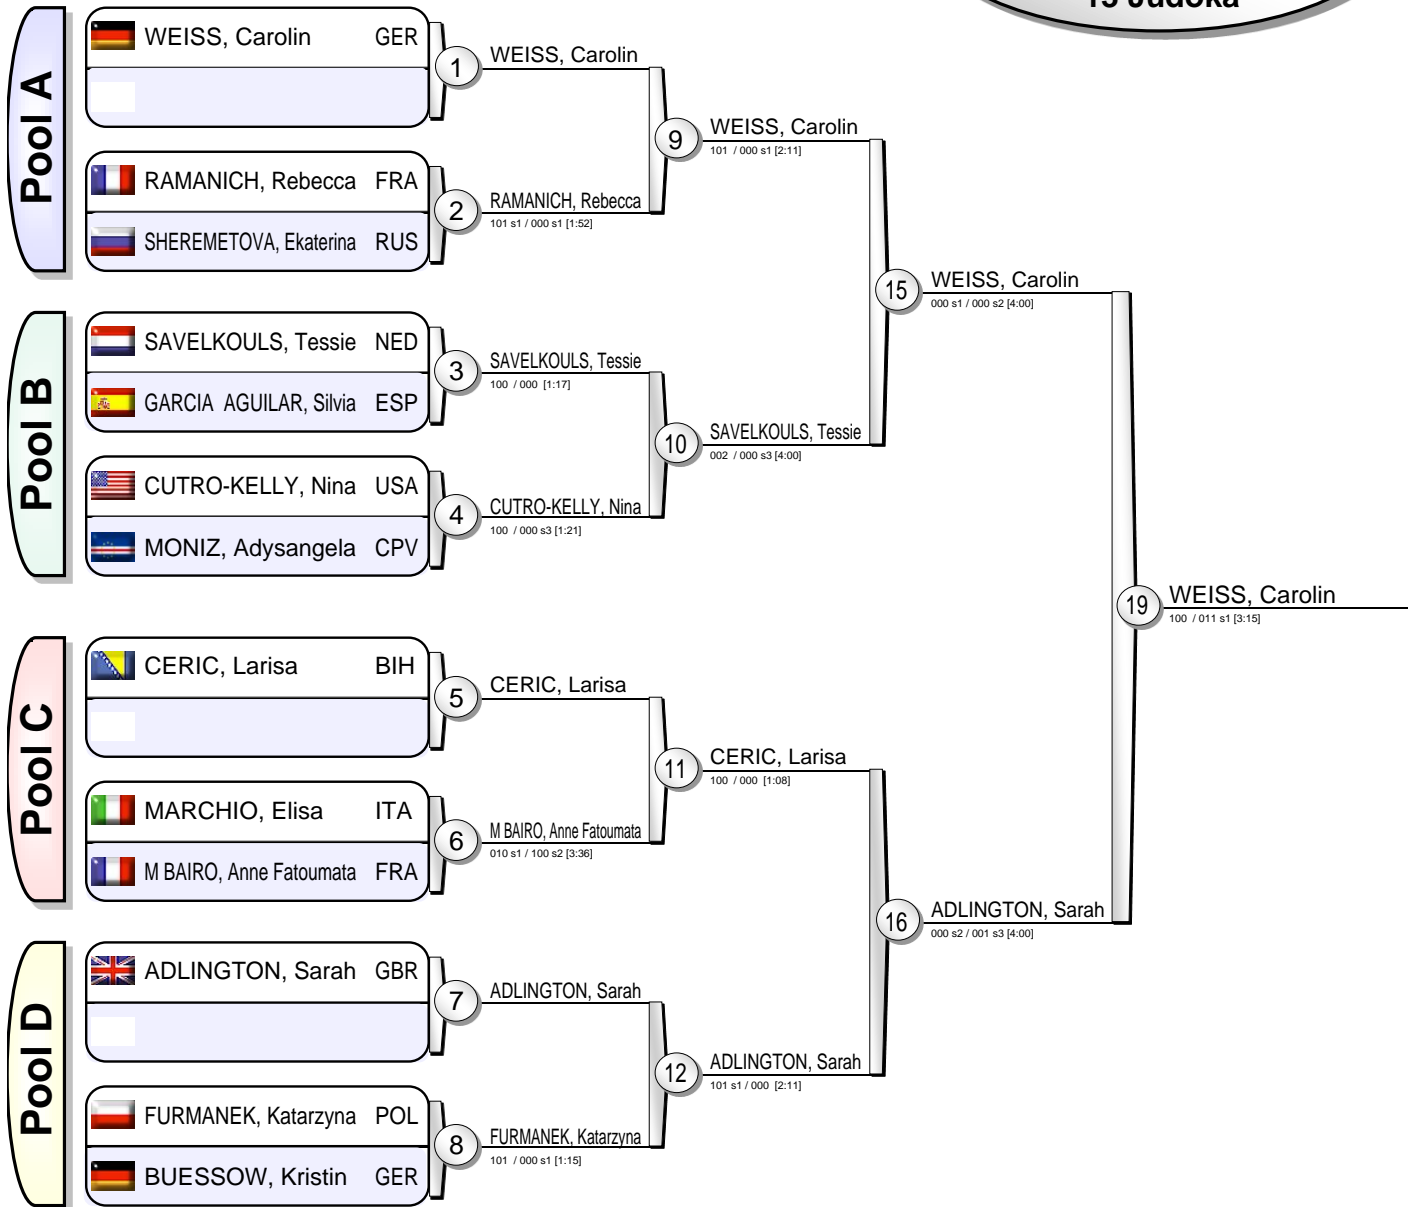 13 Judoka
Pool A
WEISS, Carolin GER
RAMANICH, Rebecca FRA
SHEREMETOVA, Ekaterina RUS
Pool B
SAVELKOULS, Tessie NED
GARCIA AGUILAR, Silvia ESP
CUTRO-KELLY, Nina USA
MONIZ, Adysangela CPV
Pool C
CERIC, Larisa BIH
MARCHIO, Elisa ITA
M BAIRO, Anne Fatoumata FRA
Pool D
ADLINGTON, Sarah GBR
FURMANEK, Katarzyna POL
BUESSOW, Kristin GER
1 WEISS, Carolin
2 RAMANICH, Rebecca
101 s1 / 000 s1 [1:52]
3 SAVELKOULS, Tessie
100 / 000 [1:17]
4 CUTRO-KELLY, Nina
100 / 000 s3 [1:21]
5 CERIC, Larisa
6 M BAIRO, Anne Fatoumata
010 s1 / 100 s2 [3:36]
7 ADLINGTON, Sarah
8 FURMANEK, Katarzyna
101 / 000 s1 [1:15]
9 WEISS, Carolin
101 / 000 s1 [2:11]
10 SAVELKOULS, Tessie
002 / 000 s3 [4:00]
11 CERIC, Larisa
100 / 000 [1:08]
12 ADLINGTON, Sarah
101 s1 / 000 [2:11]
15 WEISS, Carolin
000 s1 / 000 s2 [4:00]
16 ADLINGTON, Sarah
000 s2 / 001 s3 [4:00]
19 WEISS, Carolin
100 / 011 s1 [3:15]